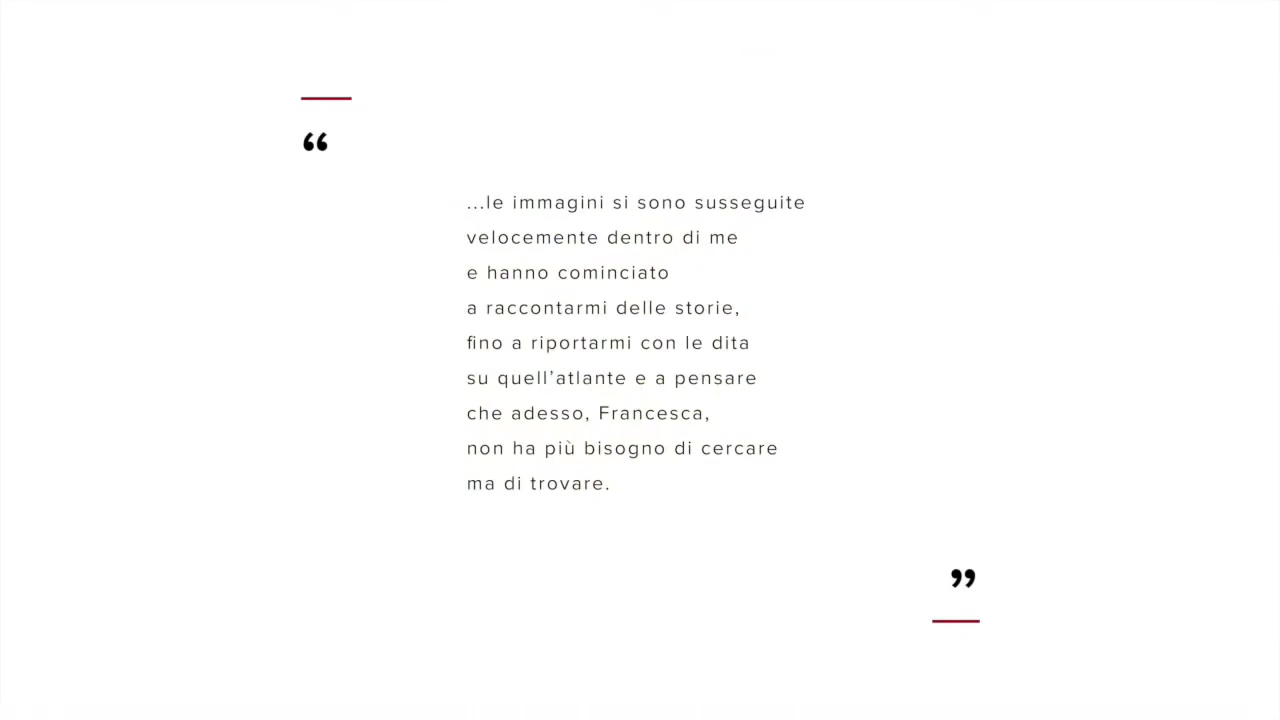 “
...le immagini si sono susseguite
velocemente dentro di me
e hanno cominciato
a raccontarmi delle storie,
fino a riportarmi con le dita
su quell’atlante e a pensare
che adesso, Francesca,
non ha più bisogno di cercare
ma di trovare.
”